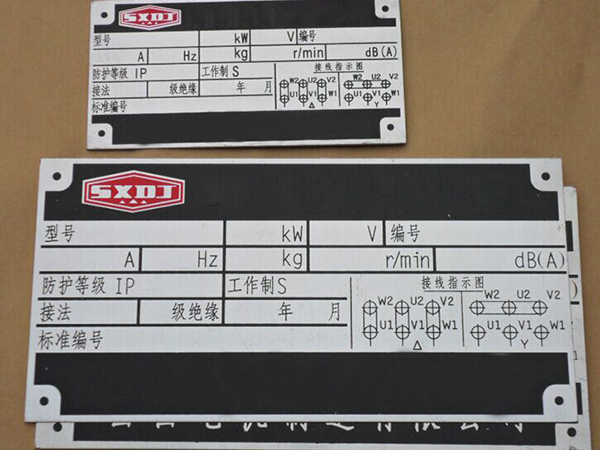 SXDJ
型号 kW V 编号
A Hz kg r/min dB(A)
防护等级 IP 工作制 S 接线指示图
W2 U2 V2 W2 U2 V2
接法 级绝缘 年 月
U1 V1 W1 U1 V1 W1
△ Y
标准编号
SXDJ
型号 kW V 编号
A Hz kg r/min dB(A)
防护等级 IP 工作制S 接线指示图
W2 U2 V2 W2 U2 V2
接法 级绝缘 年 月
U1 V1 W1 U1 V1 W1
△ Y
标准编号
有限公司